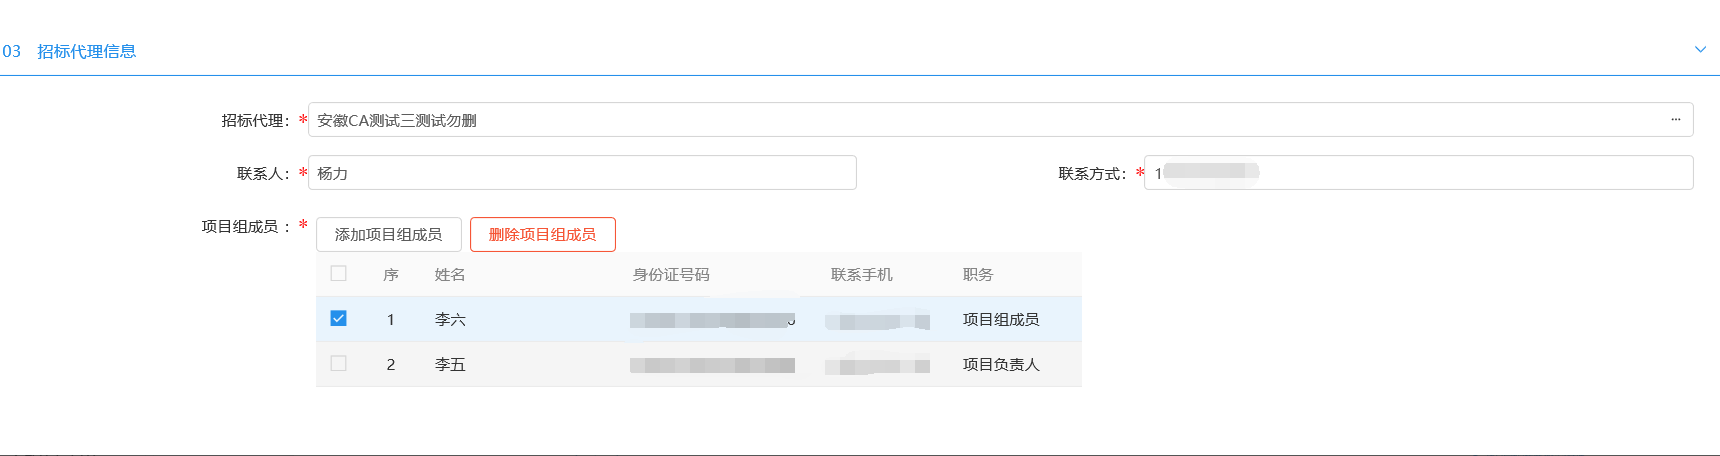 03 招标代理信息
招标代理：*安徽CA测试三测试勿删 ...
联系人：*杨力 联系方式：*1
项目组成员 ：* 添加项目组成员 删除项目组成员
序 姓名 身份证号码 联系手机 职务
1 李六 项目组成员
2 李五 项目负责人